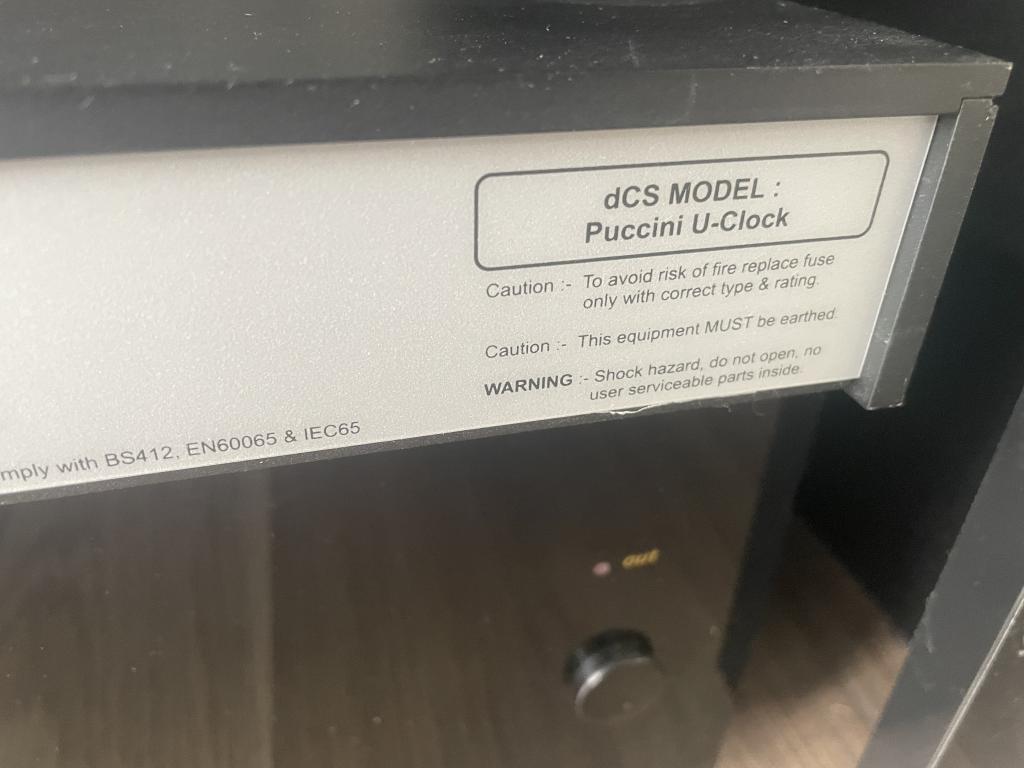 dCS MODEL :
Puccini U-Clock
Caution :- To avoid risk of fire replace fuse
only with correct type & rating.
Caution :- This equipment MUST be earthed.
WARNING :- Shock hazard, do not open, no
user serviceable parts inside.
mply with BS412, EN60065 & IEC65
out